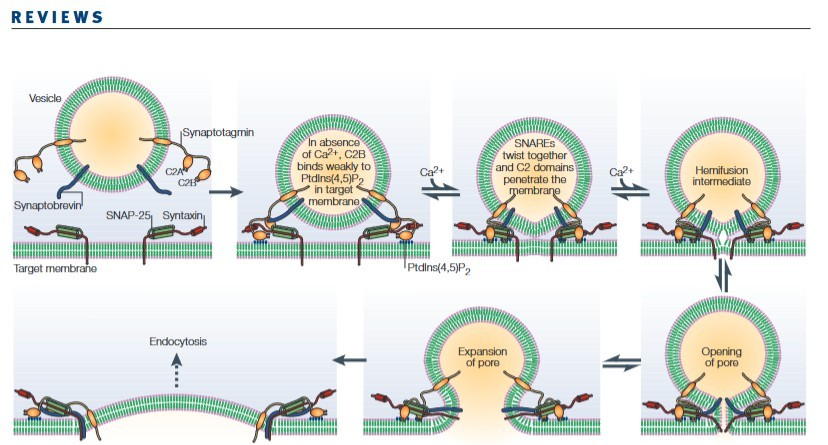 REVIEWS
Vesicle
Synaptotagmin
C2A
C2B
Synaptobrevin
SNAP-25
Syntaxin
Target membrane
In absence
of Ca2+, C2B
binds weakly to
PtdIns(4,5)P2
in target
membrane
PtdIns(4,5)P2
Ca2+
SNAREs
twist together
and C2 domains
penetrate the
membrane
Ca2+
Hemifusion
intermediate
Opening
of pore
Expansion
of pore
Endocytosis